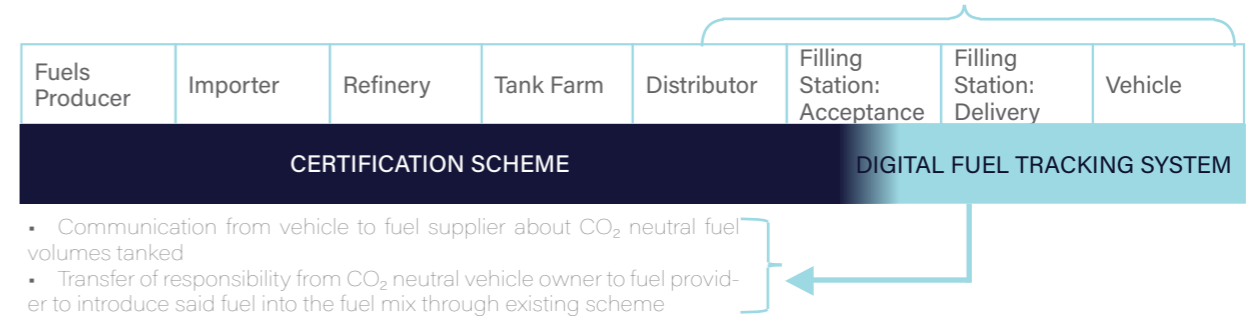 Fuels
Producer
Importer
Refinery
Tank Farm
Distributor
Filling
Station:
Acceptance
Filling
Station:
Delivery
Vehicle
CERTIFICATION SCHEME
DIGITAL FUEL TRACKING SYSTEM
▪ Communication from vehicle to fuel supplier about CO₂ neutral fuel
volumes tanked
▪ Transfer of responsibility from CO₂ neutral vehicle owner to fuel provid-
er to introduce said fuel into the fuel mix through existing scheme